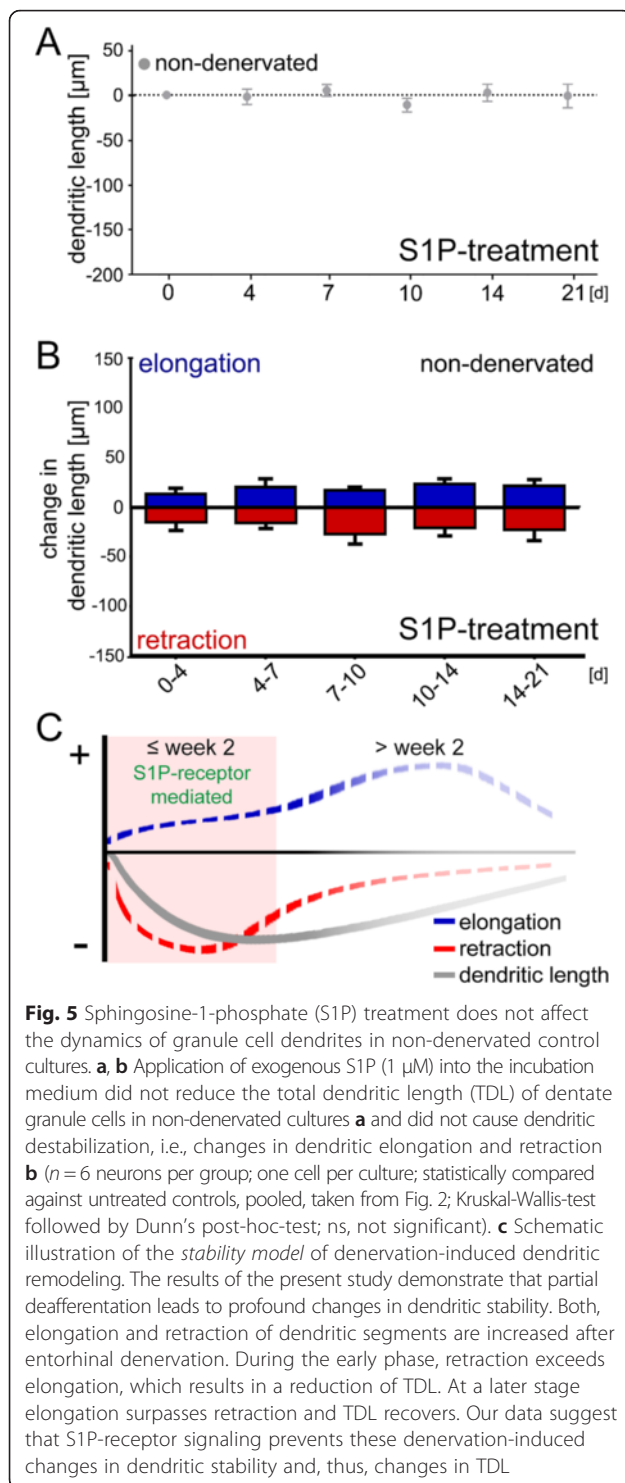 A
50
0
-50
-100
-150
-200
dendritic length [µm]
non-denervated
S1P-treatment
0 4 7 10 14 21 [d]
B
150
100
50
0
-50
-100
-150
change in
dendritic length [µm]
elongation
non-denervated
retraction
S1P-treatment
0-4 4-7 7-10 10-14 14-21 [d]
C
+
-
≤ week 2
> week 2
S1P-receptor
mediated
elongation
retraction
dendritic length
Fig. 5 Sphingosine-1-phosphate (S1P) treatment does not affect
the dynamics of granule cell dendrites in non-denervated control
cultures. a, b Application of exogenous S1P (1 µM) into the incubation
medium did not reduce the total dendritic length (TDL) of dentate
granule cells in non-denervated cultures a and did not cause dendritic
destabilization, i.e., changes in dendritic elongation and retraction
b (n = 6 neurons per group; one cell per culture; statistically compared
against untreated controls, pooled, taken from Fig. 2; Kruskal-Wallis-test
followed by Dunn's post-hoc-test; ns, not significant). c Schematic
illustration of the stability model of denervation-induced dendritic
remodeling. The results of the present study demonstrate that partial
deafferentation leads to profound changes in dendritic stability. Both,
elongation and retraction of dendritic segments are increased after
entorhinal denervation. During the early phase, retraction exceeds
elongation, which results in a reduction of TDL. At a later stage
elongation surpasses retraction and TDL recovers. Our data suggest
that S1P-receptor signaling prevents these denervation-induced
changes in dendritic stability and, thus, changes in TDL